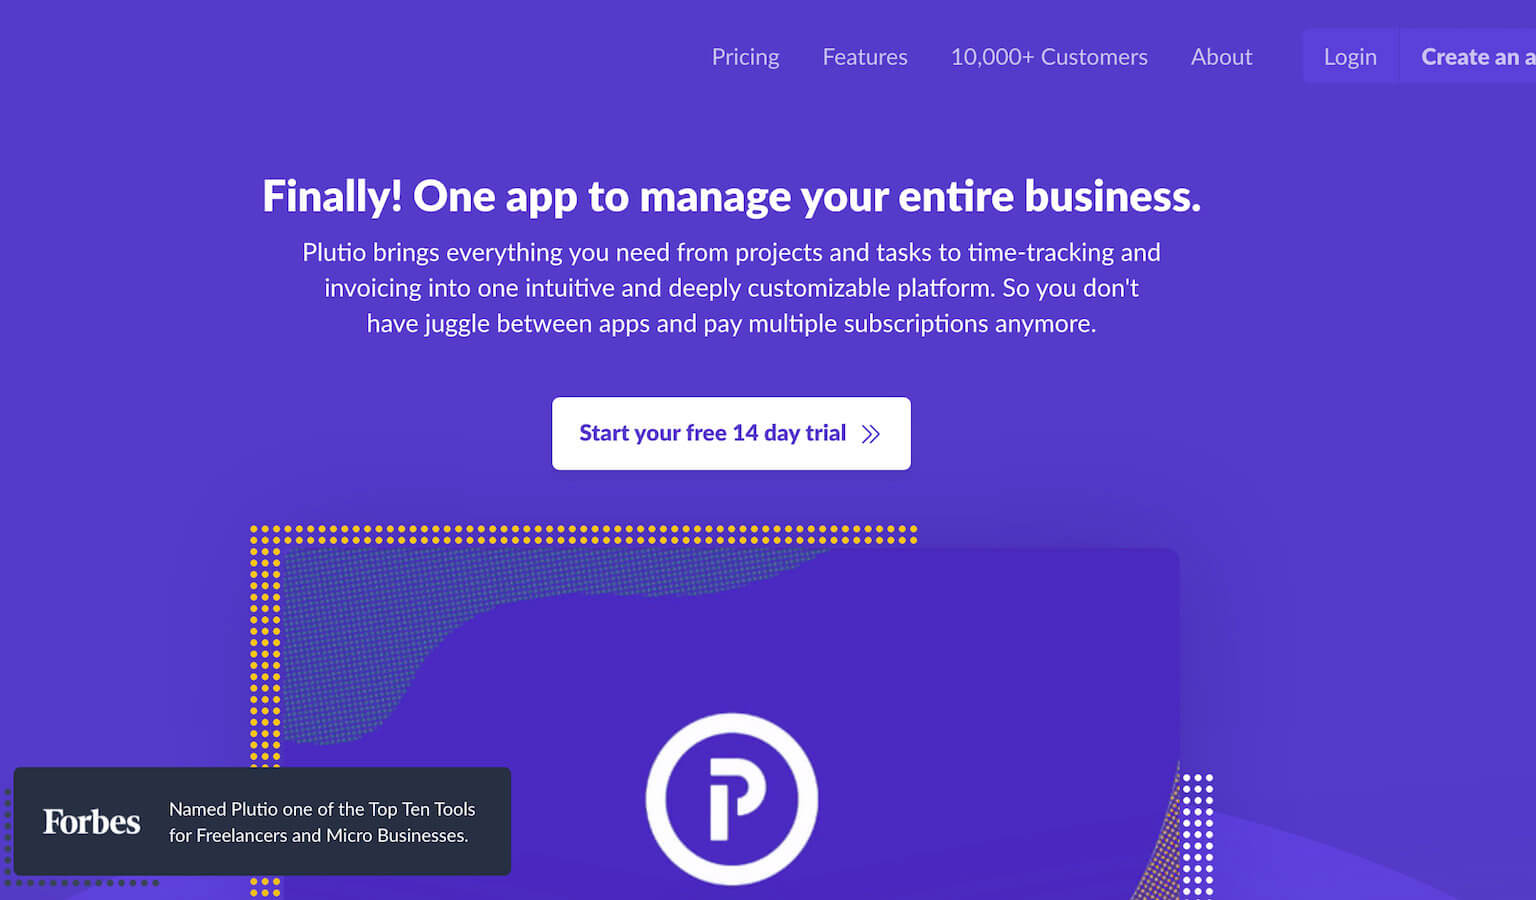 Pricing Features 10,000+ Customers About Login Create an a
Finally! One app to manage your entire business.
Plutio brings everything you need from projects and tasks to time-tracking and
invoicing into one intuitive and deeply customizable platform. So you don't
have juggle between apps and pay multiple subscriptions anymore.
Start your free 14 day trial
P
Forbes
Named Plutio one of the Top Ten Tools
for Freelancers and Micro Businesses.